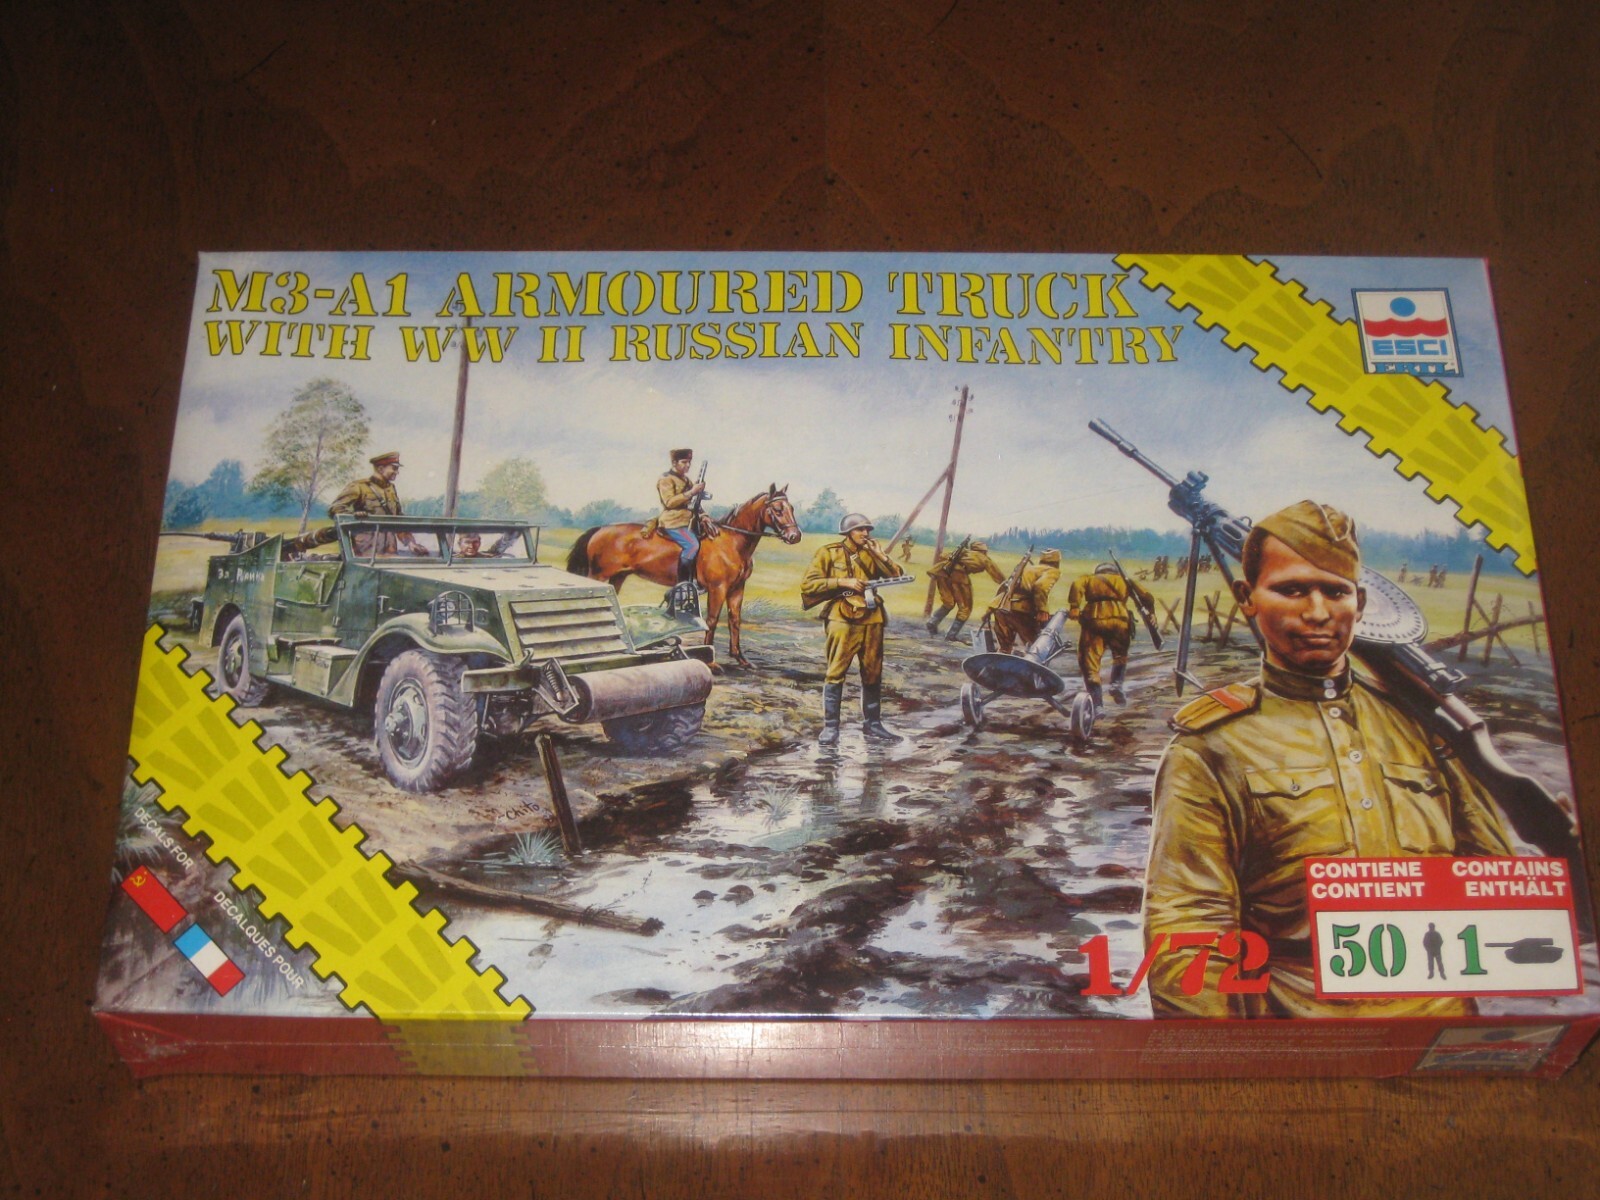 M3-A1 ARMOURED TRUCK
WITH WW II RUSSIAN INFANTRY
ESCI
ERTL
Chito
DECALS FOR
DECALQUES POUR
1/72
CONTIENE CONTAINS
CONTIENT ENTHÄLT
50 1